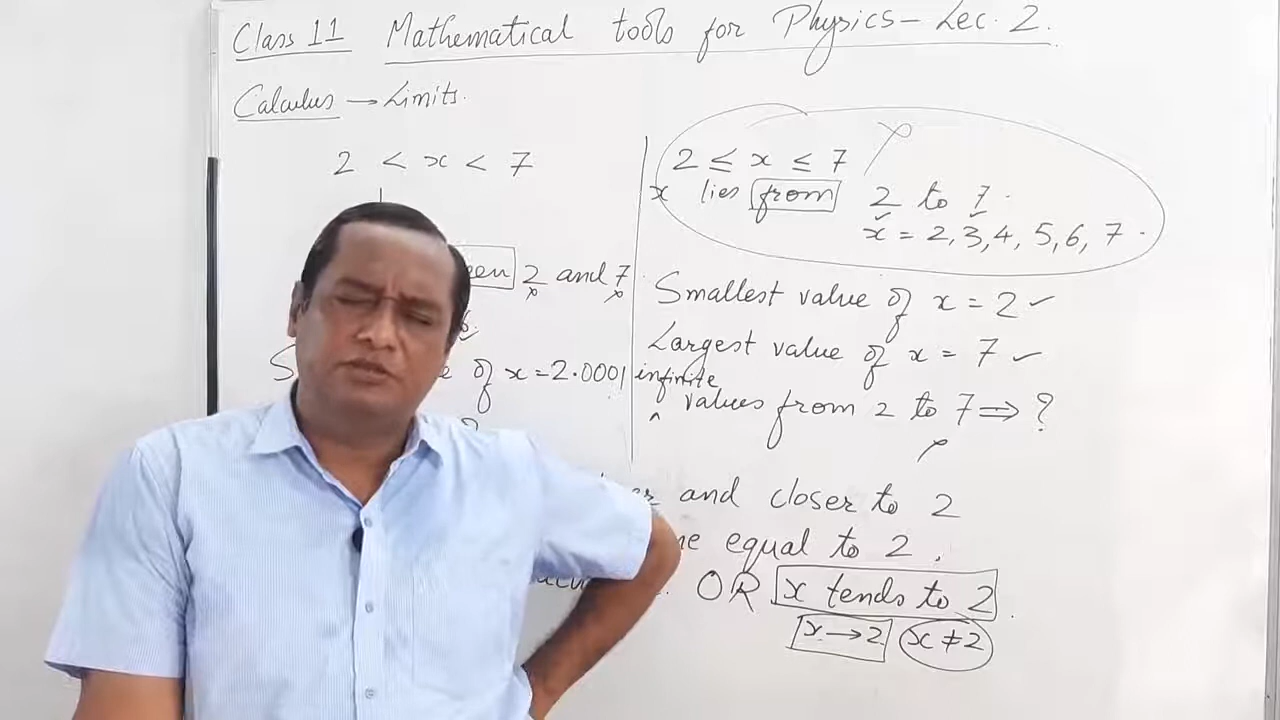 Class 11 Mathematical tools for Physics - Lec. 2.
Calculus → Limits.
2 < x < 7
2 and 7
of x = 2.0001
2 ≤ x ≤ 7
x lies from 2 to 7.
x = 2, 3, 4, 5, 6, 7.
Smallest value of x = 2 ✓
Largest value of x = 7 ✓
infinite
^ values from 2 to 7 ⇒ ?
and closer to 2
equal to 2.
OR x tends to 2.
x → 2 x ≠ 2